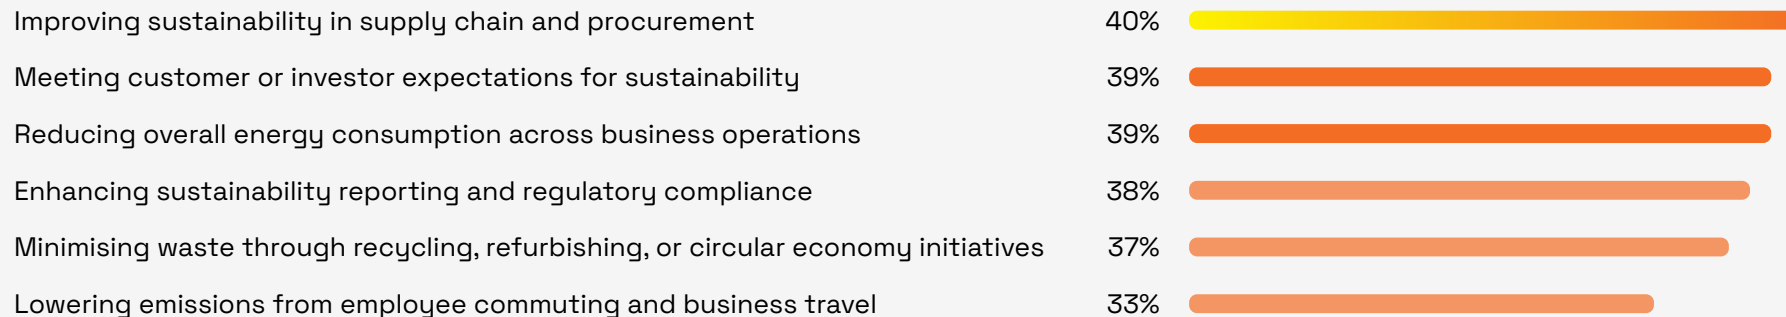 Improving sustainability in supply chain and procurement 40%
Meeting customer or investor expectations for sustainability 39%
Reducing overall energy consumption across business operations 39%
Enhancing sustainability reporting and regulatory compliance 38%
Minimising waste through recycling, refurbishing, or circular economy initiatives 37%
Lowering emissions from employee commuting and business travel 33%